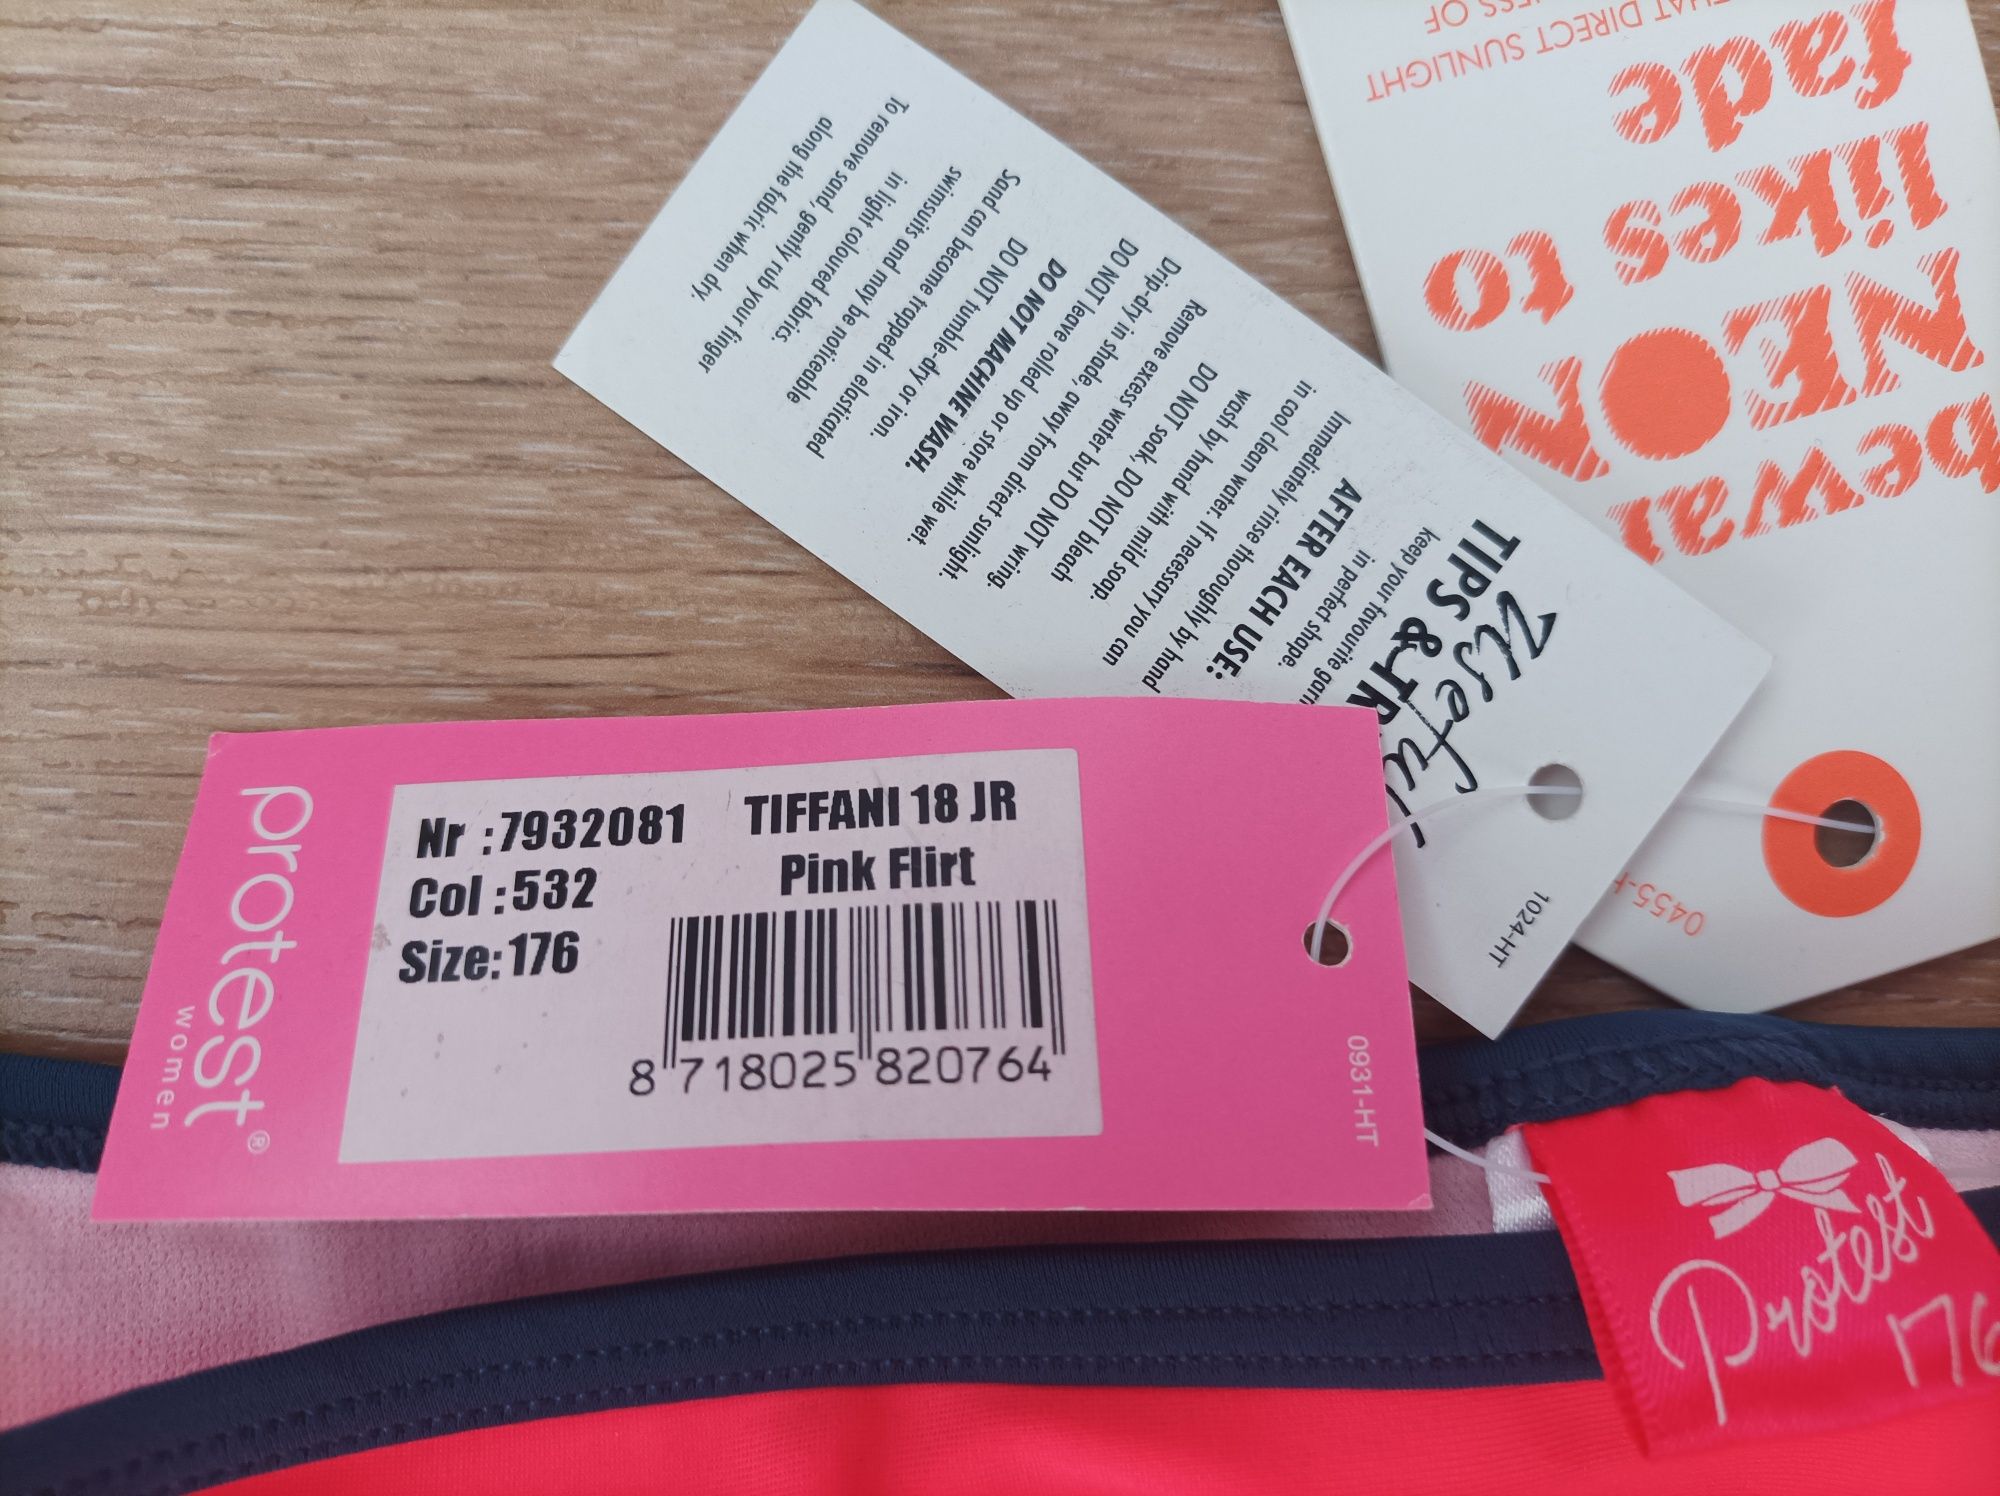 protest®
women
Nr :7932081 TIFFANI 18 JR
Col :532 Pink Flirt
Size:176
8 718025 820764
0931-HT
Useful
TIPS &
keep your favourite
in perfect shape.
AFTER EACH USE:
Immediately rinse thoroughly by hand
in cool clean water. If necessary you can
wash by hand with mild soap.
DO NOT soak, DO NOT bleach
Remove excess water but DO NOT wring.
Drip-dry in shade, away from direct sunlight.
DO NOT leave rolled up or store while wet.
DO NOT MACHINE WASH.
DO NOT tumble-dry or iron.
Sand can become trapped in elasticated
swimsuits and may be noticeable
in light coloured fabrics.
To remove sand, gently rub your finger
along the fabric when dry.
1024-HT
NEON
likes to
fade
THAT DIRECT SUNLIGHT
OF
Protest
176